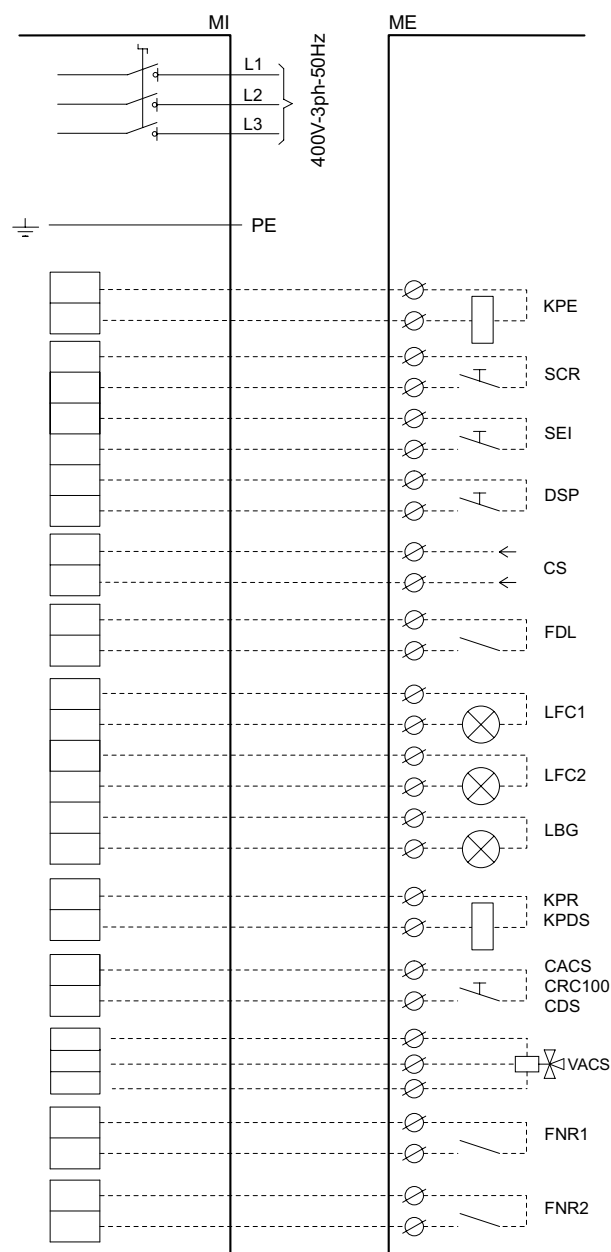 MI
ME
L1
L2
L3
400V-3ph-50Hz
PE
KPE
SCR
SEI
DSP
CS
FDL
LFC1
LFC2
LBG
KPR
KPDS
CACS
CRC100
CDS
VACS
FNR1
FNR2